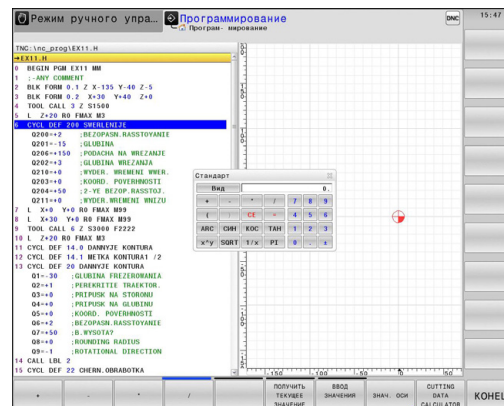 Режим ручного упра…
Программирование
Програм- мирование
DNC
15:47
TNC:\nc_prog\EX11.H
→EX11.H
0 BEGIN PGM EX11 MM
1 ;-ANY COMMENT
2 BLK FORM 0.1 Z X-135 Y-40 Z-5
3 BLK FORM 0.2 X+30 Y+40 Z+0
4 TOOL CALL 3 Z S1500
5 L Z+20 R0 FMAX M3
6 CYCL DEF 200 SWERLENIJE
Q200=+2 ;BEZOPASN.RASSTOYANIE
Q201=-15 ;GLUBINA
Q206=+150 ;PODACHA NA WREZANJE
Q202=+3 ;GLUBINA WREZANJA
Q210=+0 ;WYDER. WREMENI WWER.
Q203=+0 ;KOORD. POVERHNOSTI
Q204=+50 ;2-YE BEZOP.RASSTOJ.
Q211=+0 ;WYDER.WREMENI WNIZU
7 L X+0 Y+0 R0 FMAX M99
8 L X+30 Y+0 R0 FMAX M99
9 TOOL CALL 6 Z S3000 F2222
10 L Z+20 R0 FMAX M3
11 CYCL DEF 14.0 DANNYJE KONTURA
12 CYCL DEF 14.1 METKA KONTURA1 /2
13 CYCL DEF 20 DANNYJE KONTURA
Q1=-30 ;GLUBINA FREZEROWANIA
Q2=+1 ;PEREKRITIE TRAEKTOR.
Q3=+0 ;PRIPUSK NA STORONU
Q4=+0 ;PRIPUSK NA GLUBINU
Q5=+0 ;KOORD. POVERHNOSTI
Q6=+2 ;BEZOPASN.RASSTOYANIE
Q7=+50 ;B.WYSOTA?
Q8=+0 ;ROUNDING RADIUS
Q9=-1 ;ROTATIONAL DIRECTION
14 CALL LBL 2
15 CYCL DEF 22 CHERN.OBRABOTKA
Стандарт
Вид 0.
+ - * / 7 8 9
( ) CE = 4 5 6
ARC СИН КОС ТАН 1 2 3
X^Y SQRT 1/x PI 0 . ±
-150 -100 -50 0 50
+ - * /
ПОЛУЧИТЬ ТЕКУЩЕЕ ЗНАЧЕНИЕ
ВВОД ЗНАЧЕНИЯ
ЗНАЧ. ОСИ
CUTTING DATA CALCULATOR
КОНЕ